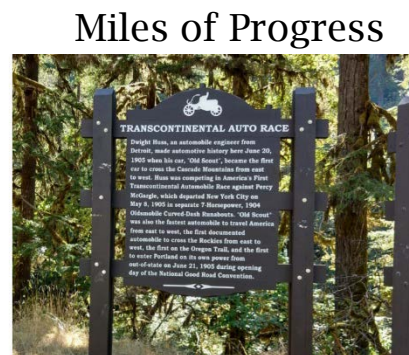 Miles of Progress
TRANSCONTINENTAL AUTO RACE
Dwight Huss, an automobile engineer from
Detroit, made automotive history here June 20,
1905 when his car, "Old Scout", became the first
car to cross the Cascade Mountains from east
to west. Huss was competing in America's First
Transcontinental Automobile Race against Percy
McGargle, which departed New York City on
May 8, 1905 in separate 7-Horsepower, 1904
Oldsmobile Curved-Dash Runabouts. "Old Scout"
was also the fastest automobile to travel America
from east to west, the first documented
automobile to cross the Rockies from east to
west, the first on the Oregon Trail, and the first
to enter Portland on its own power from
out-of-state on June 21, 1905 during opening
day of the National Good Road Convention.